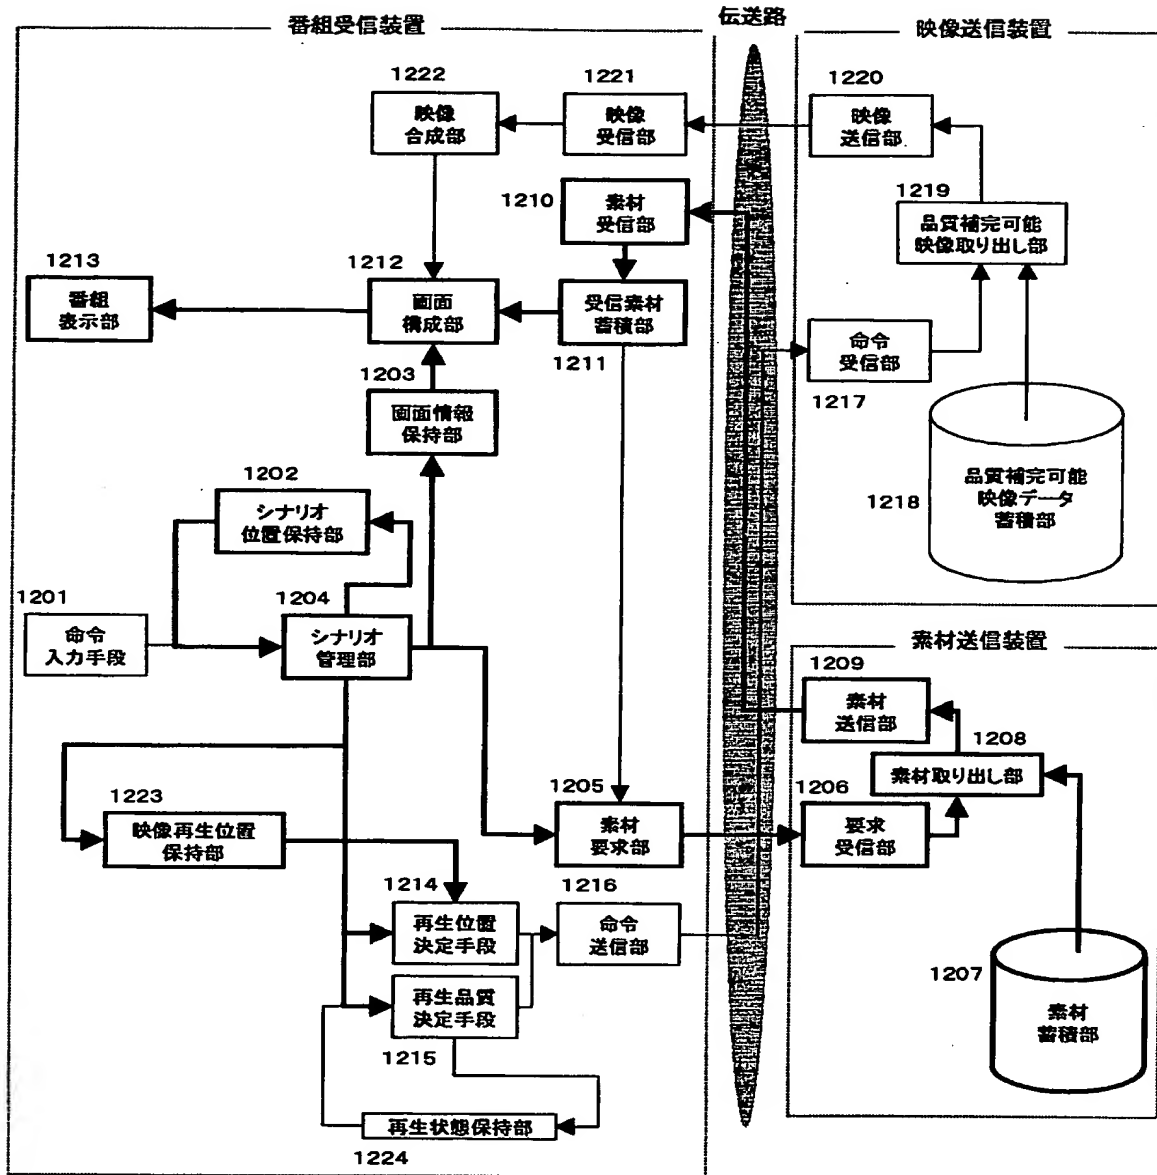 番組受信装置
伝送路
映像送信装置
1222
映像
合成部
1221
映像
受信部
1220
映像
送信部
1210
素材
受信部
1219
品質補完可能
映像取り出し部
1213
番組
表示部
1212
画面
構成部
受信素材
蓄積部
1211
命令
受信部
1217
1203
画面情報
保持部
1218
品質補完可能
映像データ
蓄積部
1202
シナリオ
位置保持部
1201
命令
入力手段
1204
シナリオ
管理部
素材送信装置
1209
素材
送信部
1208
素材取り出し部
1223
映像再生位置
保持部
1205
素材
要求部
1206
要求
受信部
1214
再生位置
決定手段
1216
命令
送信部
再生品質
決定手段
1215
1207
素材
蓄積部
再生状態保持部
1224